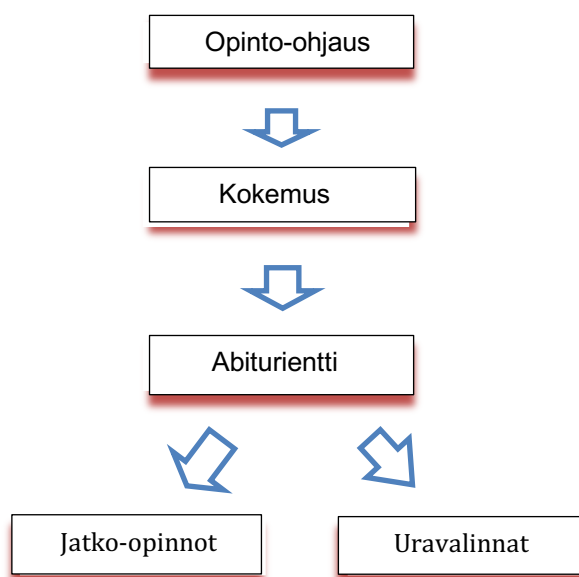 Opinto-ohjaus
Kokemus
Abiturientti
Jatko-opinnot
Uravalinnat